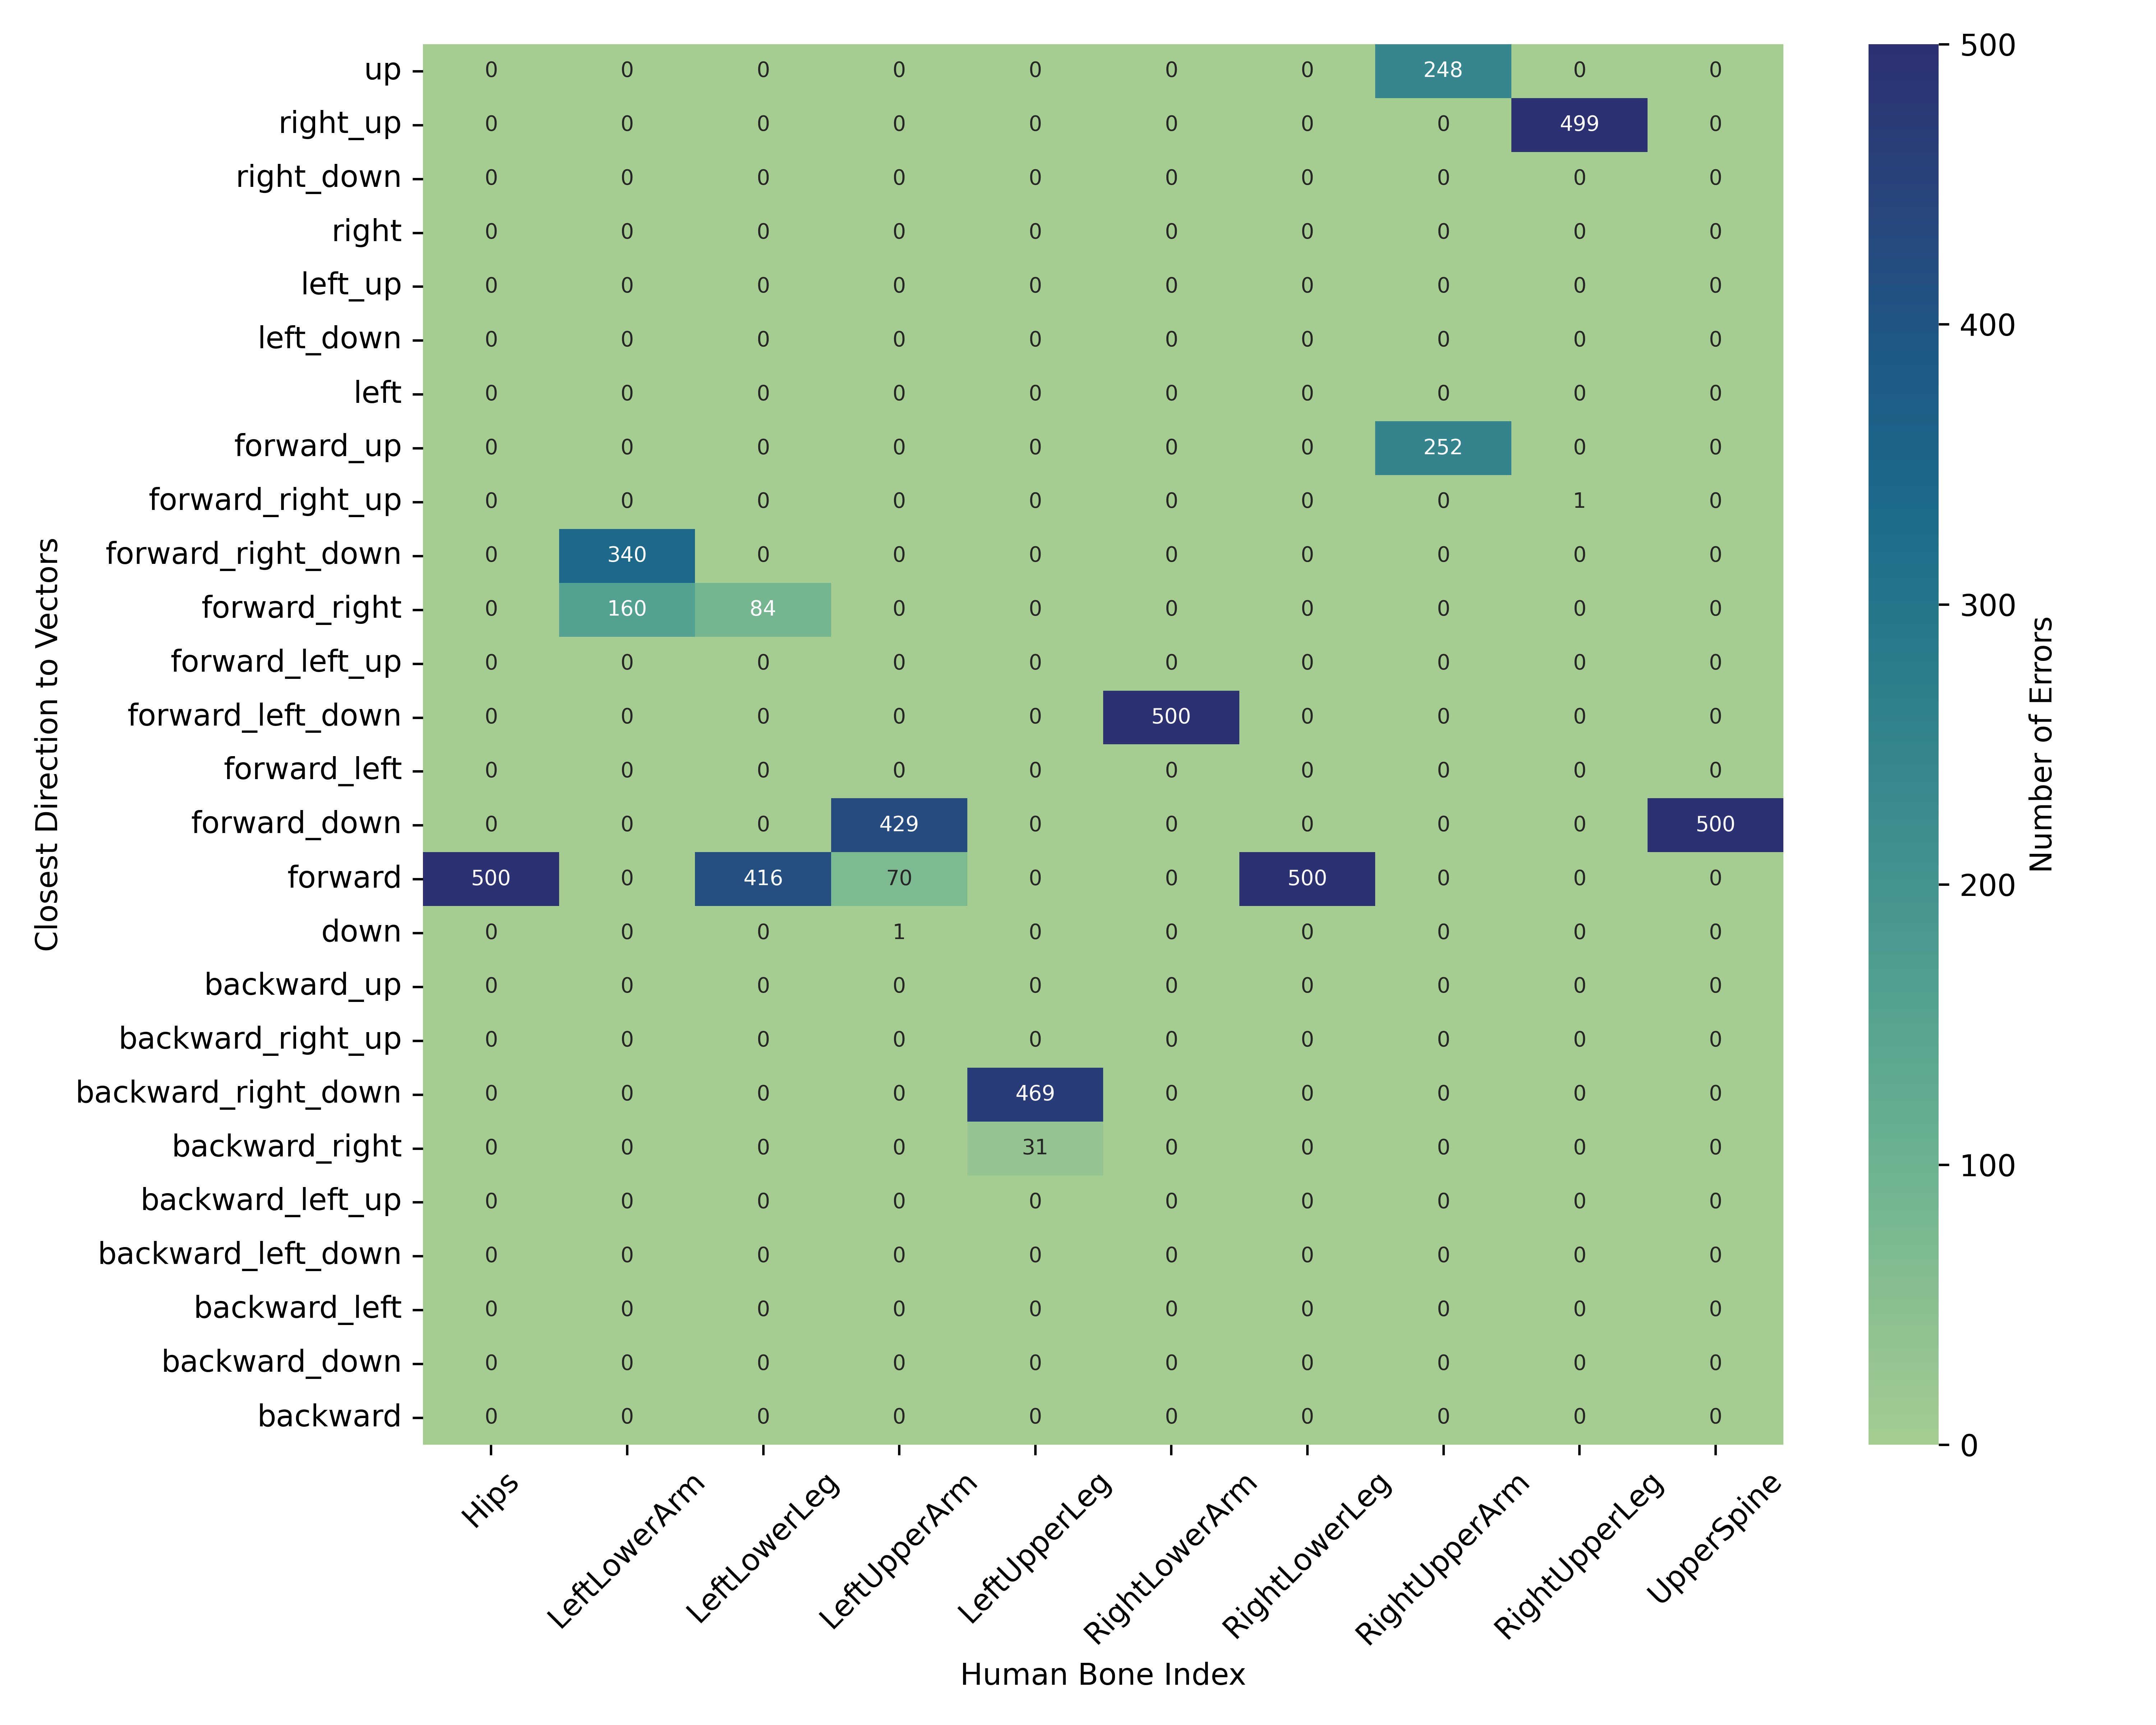 Closest Direction to Vectors
up 0 0 0 0 0 0 0 248 0 0
right_up 0 0 0 0 0 0 0 0 499 0
right_down 0 0 0 0 0 0 0 0 0 0
right 0 0 0 0 0 0 0 0 0 0
left_up 0 0 0 0 0 0 0 0 0 0
left_down 0 0 0 0 0 0 0 0 0 0
left 0 0 0 0 0 0 0 0 0 0
forward_up 0 0 0 0 0 0 0 252 0 0
forward_right_up 0 0 0 0 0 0 0 0 1 0
forward_right_down 0 340 0 0 0 0 0 0 0 0
forward_right 0 160 84 0 0 0 0 0 0 0
forward_left_up 0 0 0 0 0 0 0 0 0 0
forward_left_down 0 0 0 0 0 500 0 0 0 0
forward_left 0 0 0 0 0 0 0 0 0 0
forward_down 0 0 0 429 0 0 0 0 0 500
forward 500 0 416 70 0 0 500 0 0 0
down 0 0 0 1 0 0 0 0 0 0
backward_up 0 0 0 0 0 0 0 0 0 0
backward_right_up 0 0 0 0 0 0 0 0 0 0
backward_right_down 0 0 0 0 469 0 0 0 0 0
backward_right 0 0 0 0 31 0 0 0 0 0
backward_left_up 0 0 0 0 0 0 0 0 0 0
backward_left_down 0 0 0 0 0 0 0 0 0 0
backward_left 0 0 0 0 0 0 0 0 0 0
backward_down 0 0 0 0 0 0 0 0 0 0
backward 0 0 0 0 0 0 0 0 0 0
Hips LeftLowerArm LeftLowerLeg LeftUpperArm LeftUpperLeg RightLowerArm RightLowerLeg RightUpperArm RightUpperLeg UpperSpine
Human Bone Index
500
400
300
200
100
0
Number of Errors